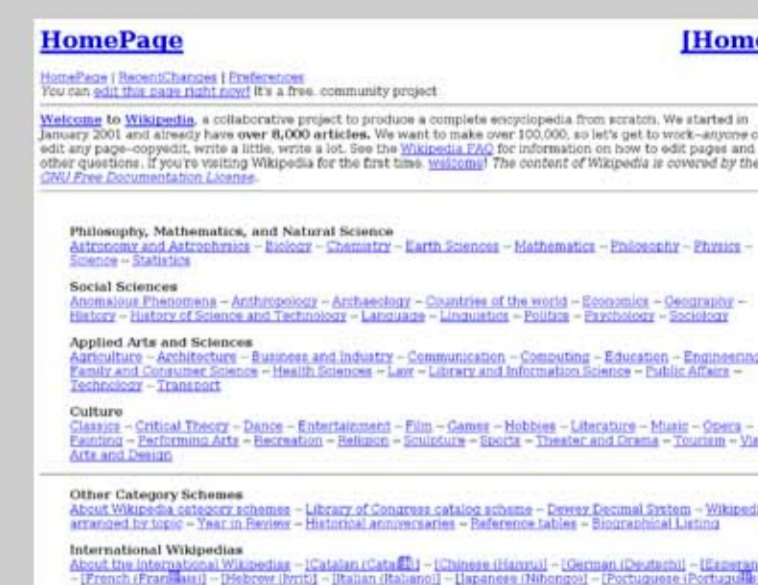 HomePage [Home
HomePage | RecentChanges | Preferences
You can edit this page right now! It's a free, community project
Welcome to Wikipedia, a collaborative project to produce a complete encyclopedia from scratch. We started in
January 2001 and already have over 8,000 articles. We want to make over 100,000, so let's get to work--anyone c
edit any page--copyedit, write a little, write a lot. See the Wikipedia FAQ for information on how to edit pages and
other questions. If you're visiting Wikipedia for the first time, welcome! The content of Wikipedia is covered by the
GNU Free Documentation License.
Philosophy, Mathematics, and Natural Science
Astronomy and Astrophysics -- Biology -- Chemistry -- Earth Sciences -- Mathematics -- Philosophy -- Physics --
Science -- Statistics
Social Sciences
Anomalous Phenomena -- Anthropology -- Archaeology -- Countries of the world -- Economics -- Geography --
History -- History of Science and Technology -- Language -- Linguistics -- Politics -- Psychology -- Sociology
Applied Arts and Sciences
Agriculture -- Architecture -- Business and Industry -- Communication -- Computing -- Education -- Engineering
Family and Consumer Science -- Health Sciences -- Law -- Library and Information Science -- Public Affairs --
Technology -- Transport
Culture
Classics -- Critical Theory -- Dance -- Entertainment -- Film -- Games -- Hobbies -- Literature -- Music -- Opera --
Painting -- Performing Arts -- Recreation -- Religion -- Sculpture -- Sports -- Theater and Drama -- Tourism -- Vis
Arts and Design
Other Category Schemes
About Wikipedia category schemes -- Library of Congress catalog scheme -- Dewey Decimal System -- Wikipedi
arranged by topic -- Year in Review -- Historical anniversaries -- Reference tables -- Biographical Listing
International Wikipedias
About the International Wikipedias -- [Catalan (Catal)] -- [Chinese (Hanyu)] -- [German (Deutsch)] -- [Esperan
-- [French (Fran ais)] -- [Hebrew (Ivrit)] -- [Italian (Italiano)] -- [Japanese (Nihongo)] -- [Portuguese (Portugu s